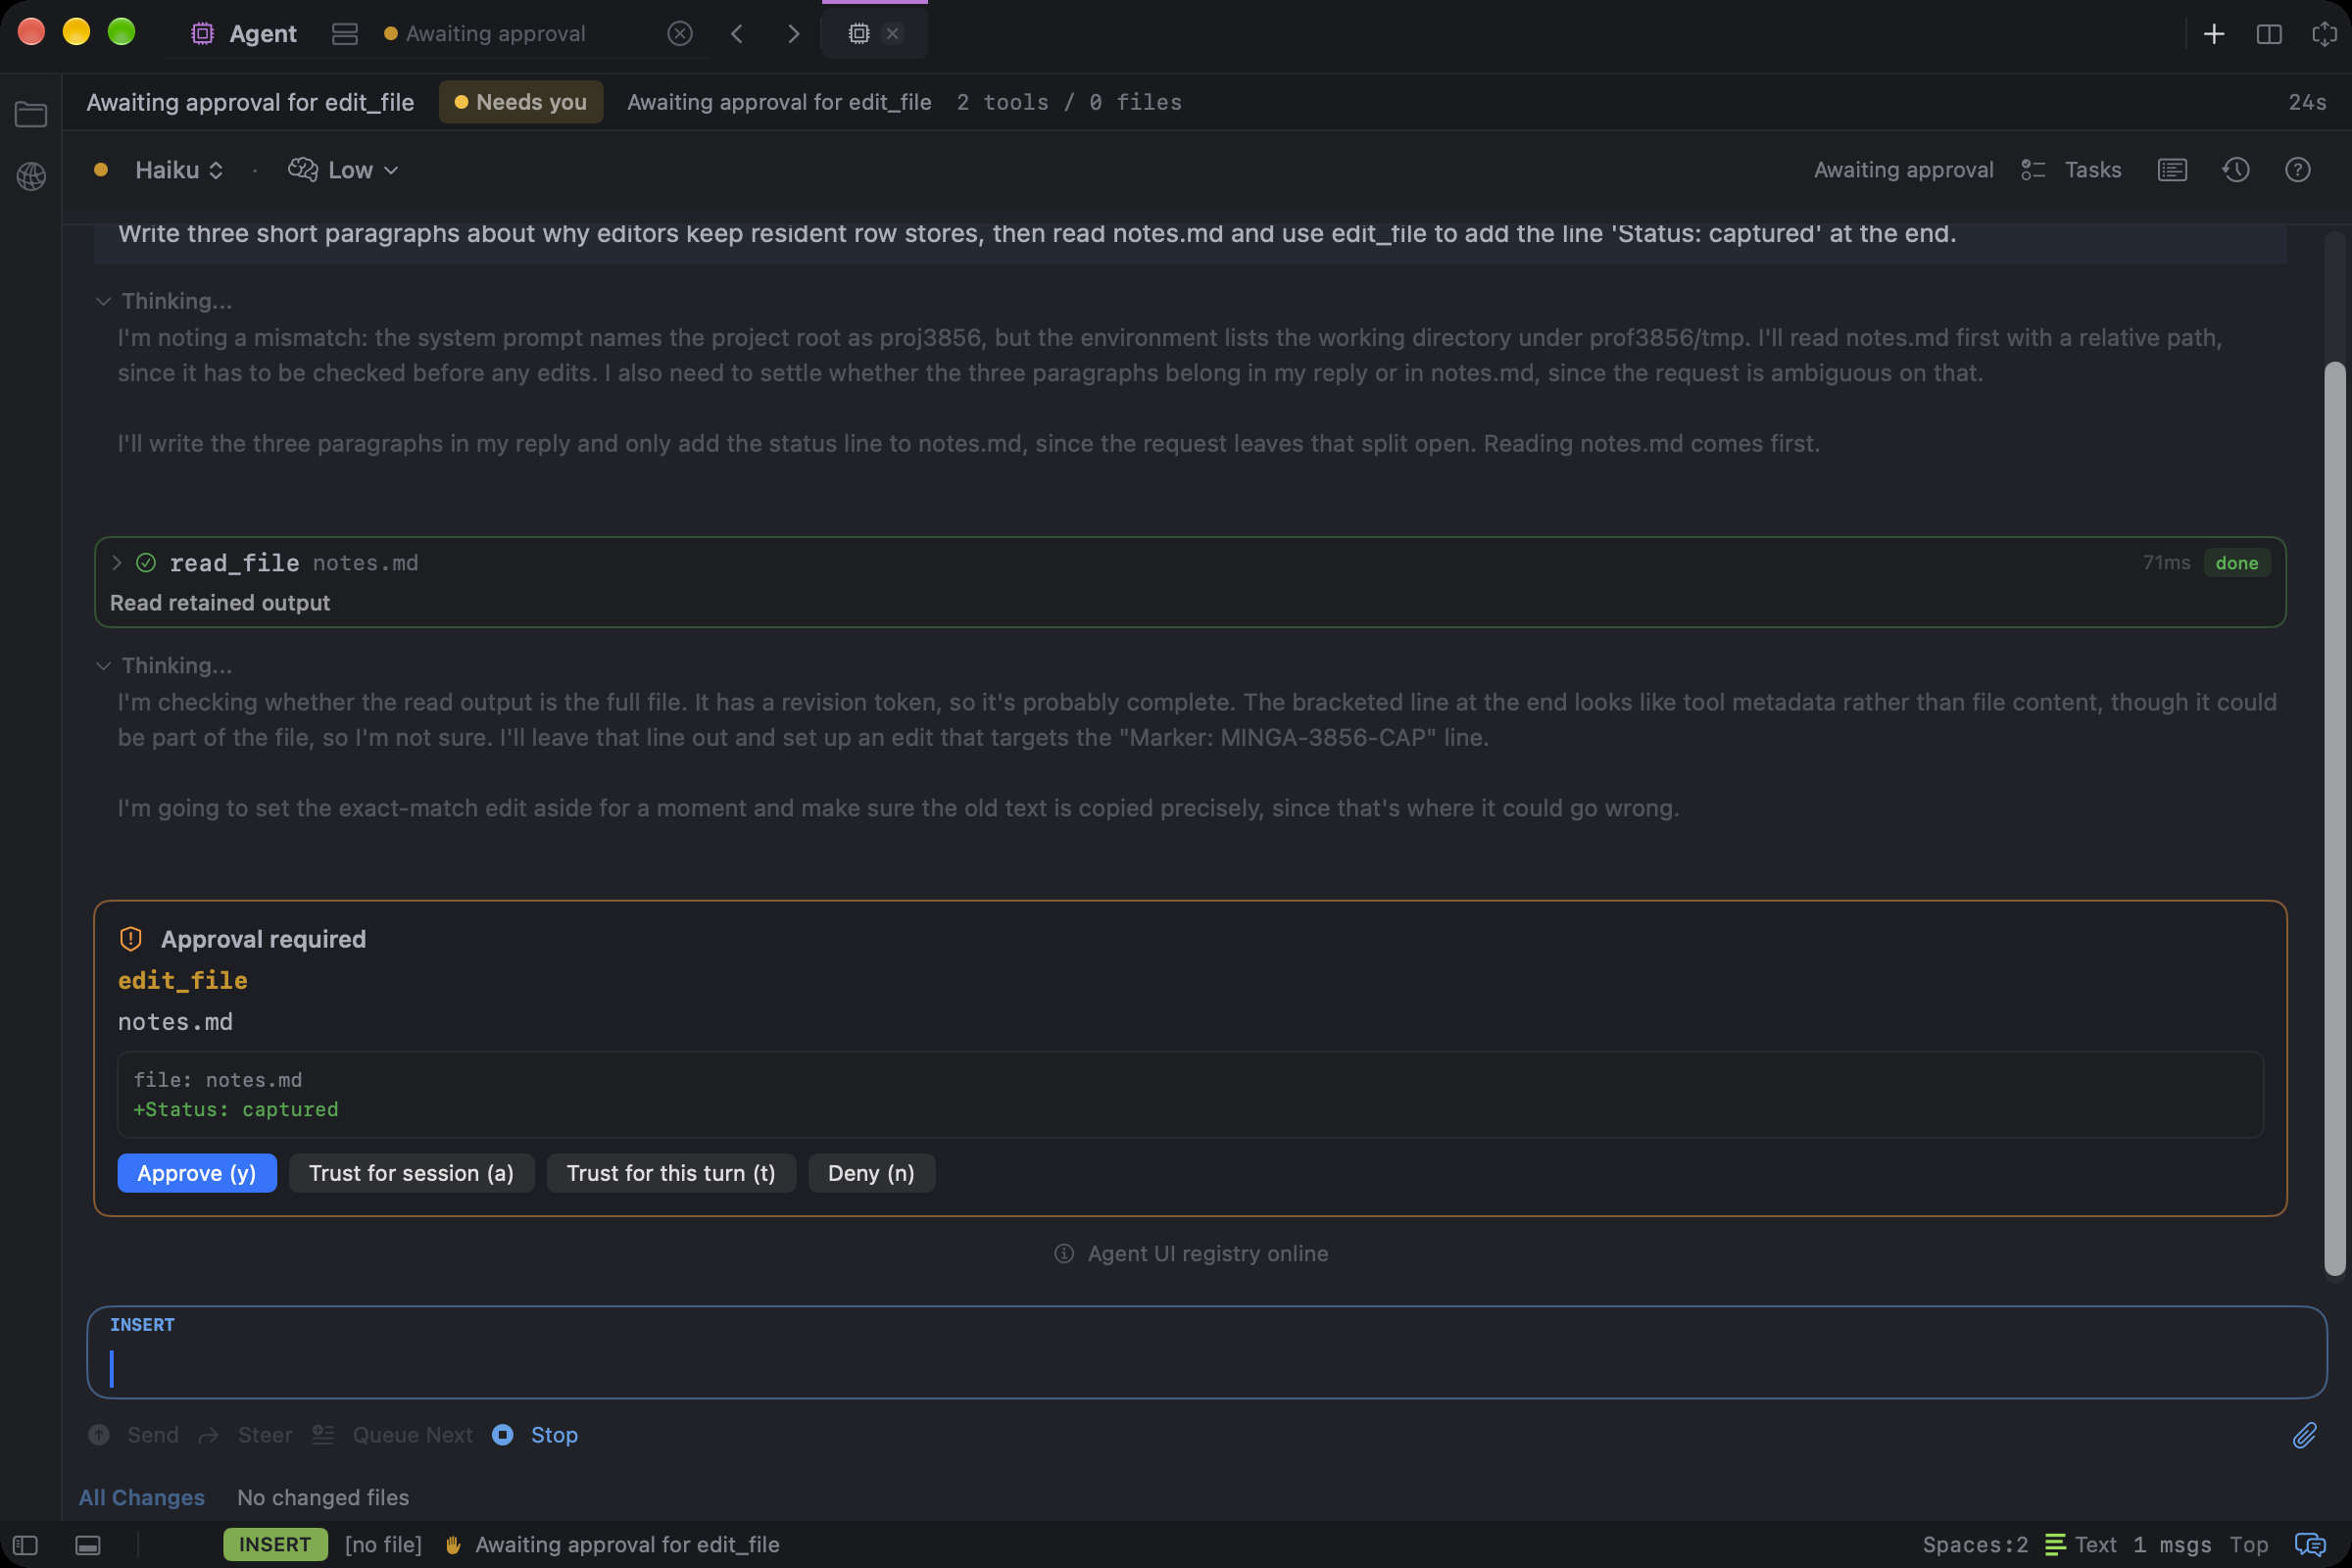 Agent
Awaiting approval
Awaiting approval for edit_file
Needs you
Awaiting approval for edit_file
2 tools / 0 files
24s
Haiku
·
Low
Awaiting approval
Tasks
Write three short paragraphs about why editors keep resident row stores, then read notes.md and use edit_file to add the line 'Status: captured' at the end.
Thinking...
I'm noting a mismatch: the system prompt names the project root as proj3856, but the environment lists the working directory under prof3856/tmp. I'll read notes.md first with a relative path,
since it has to be checked before any edits. I also need to settle whether the three paragraphs belong in my reply or in notes.md, since the request is ambiguous on that.
I'll write the three paragraphs in my reply and only add the status line to notes.md, since the request leaves that split open. Reading notes.md comes first.
read_file notes.md
71ms
done
Read retained output
Thinking...
I'm checking whether the read output is the full file. It has a revision token, so it's probably complete. The bracketed line at the end looks like tool metadata rather than file content, though it could
be part of the file, so I'm not sure. I'll leave that line out and set up an edit that targets the "Marker: MINGA-3856-CAP" line.
I'm going to set the exact-match edit aside for a moment and make sure the old text is copied precisely, since that's where it could go wrong.
Approval required
edit_file
notes.md
file: notes.md
+Status: captured
Approve (y)
Trust for session (a)
Trust for this turn (t)
Deny (n)
Agent UI registry online
INSERT
Send
Steer
Queue Next
Stop
All Changes
No changed files
INSERT
[no file]
Awaiting approval for edit_file
Spaces:2
Text
1 msgs
Top